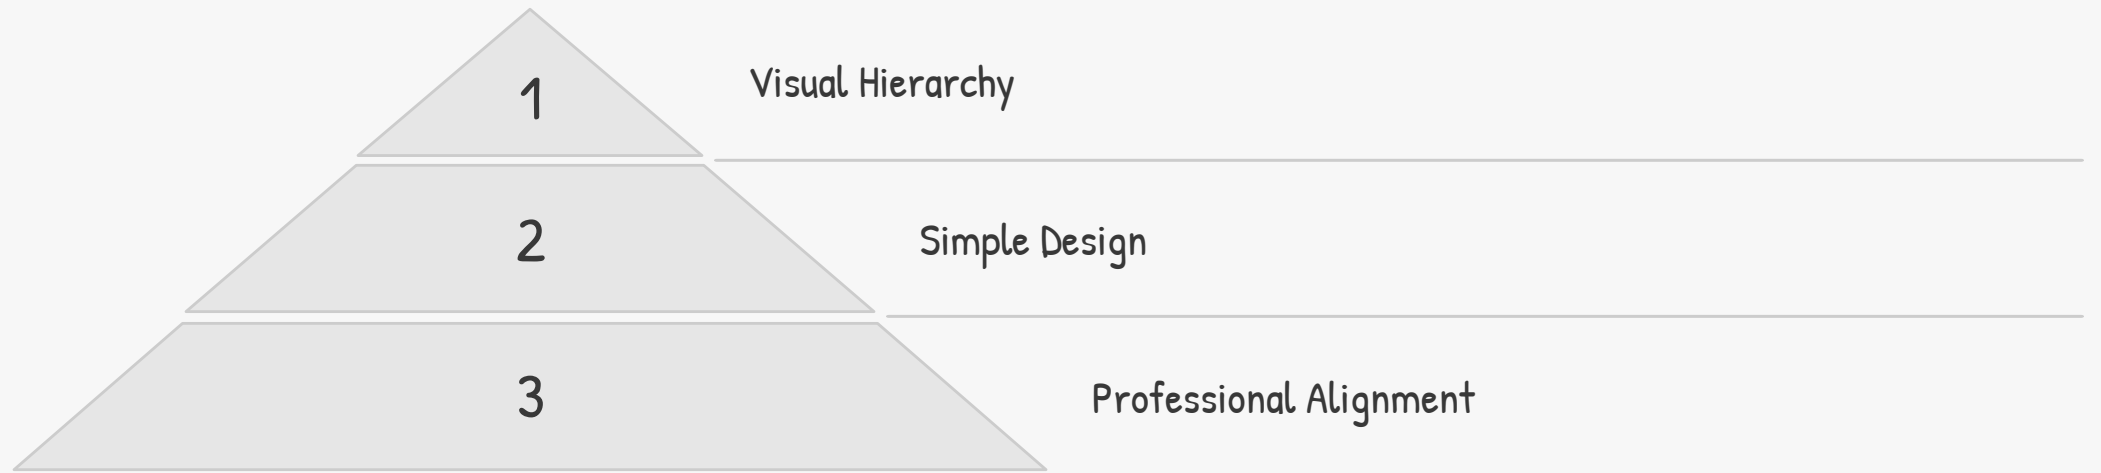 1
Visual Hierarchy
2
Simple Design
3
Professional Alignment